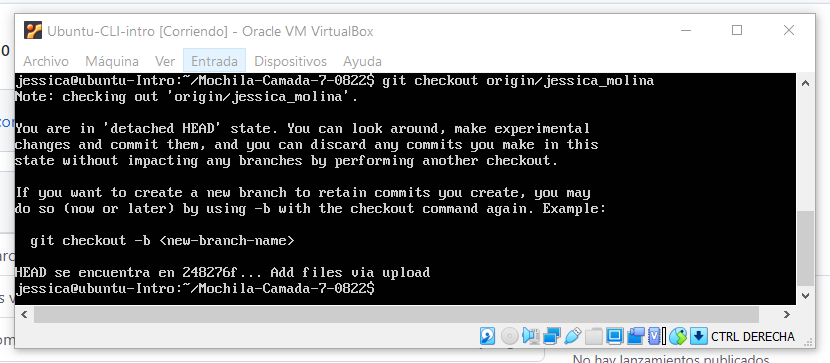 Ubuntu-CLI-intro [Corriendo] - Oracle VM VirtualBox
Archivo Máquina Ver Entrada Dispositivos Ayuda
jessica@ubuntu-Intro:~/Mochila-Camada-7-0822$ git checkout origin/jessica_molina
Note: checking out 'origin/jessica_molina'.
You are in 'detached HEAD' state. You can look around, make experimental
changes and commit them, and you can discard any commits you make in this
state without impacting any branches by performing another checkout.
If you want to create a new branch to retain commits you create, you may
do so (now or later) by using -b with the checkout command again. Example:
git checkout -b <new-branch-name>
HEAD se encuentra en 248276f... Add files via upload
jessica@ubuntu-Intro:~/Mochila-Camada-7-0822$
CTRL DERECHA
No hay lanzamientos publicados